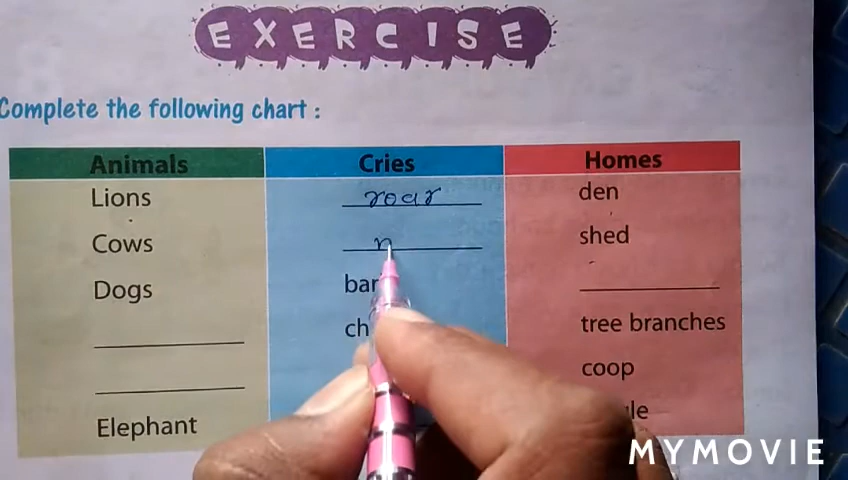 EXERCISE
Complete the following chart :
Animals Cries Homes
Lions roar den
Cows shed
Dogs
tree branches
coop
Elephant
MYMOVIE